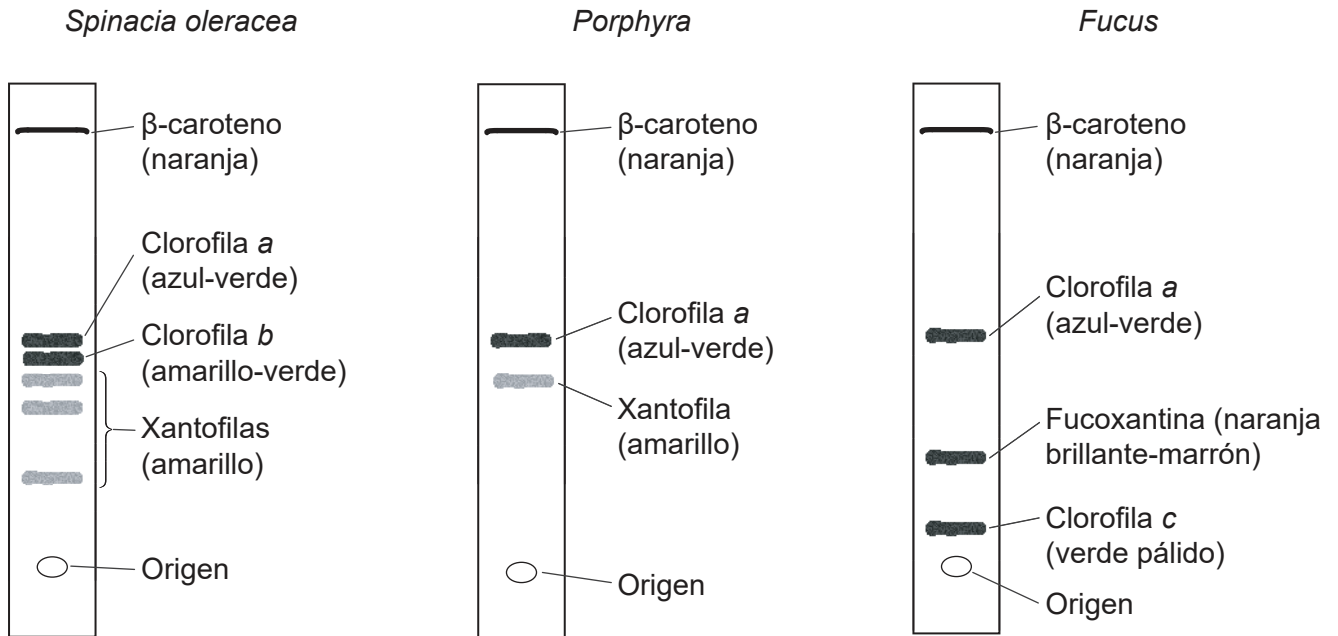 Spinacia oleracea
β-caroteno
(naranja)
Clorofila a
(azul-verde)
Clorofila b
(amarillo-verde)
Xantofilas
(amarillo)
Origen
Porphyra
β-caroteno
(naranja)
Clorofila a
(azul-verde)
Xantofila
(amarillo)
Origen
Fucus
β-caroteno
(naranja)
Clorofila a
(azul-verde)
Fucoxantina (naranja
brillante-marrón)
Clorofila c
(verde pálido)
Origen